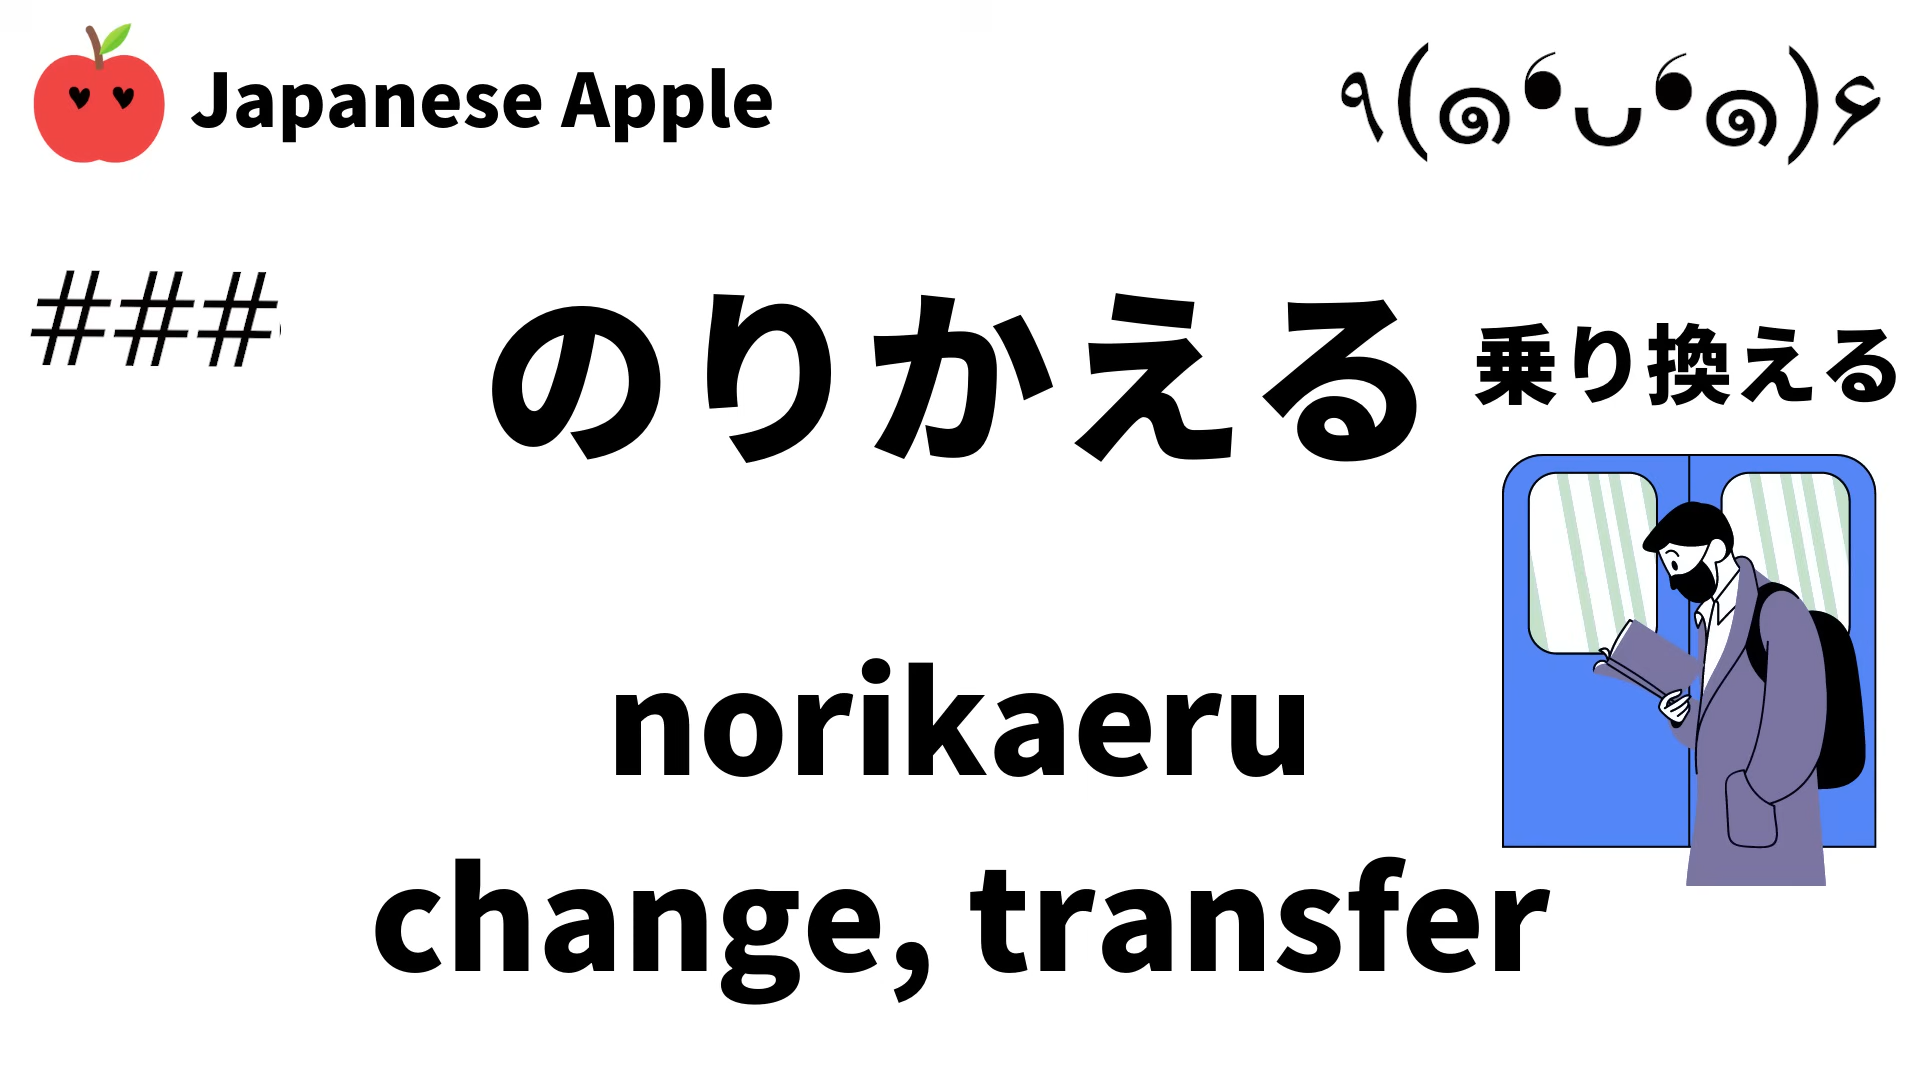 Japanese Apple
٩(๑❛ᴗ❛๑)۶
###
のりかえる
乗り換える
norikaeru
change, transfer